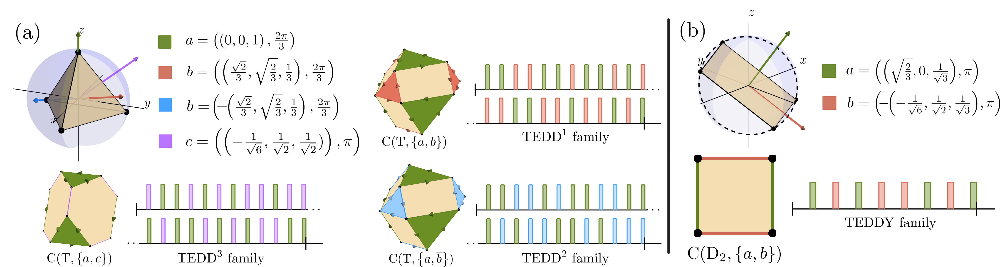 (a)
z
y
x
a = ((0, 0, 1), 2π/3)
b = ((√2/3, √(2/3), 1/3), 2π/3)
b = (−(√2/3, √(2/3), 1/3), 2π/3)
c = ((−1/√6, 1/√2, 1/√2)), π)
C(T, {a, b})
· · ·
· ·
TEDD¹ family
C(T, {a, c})
· ·
· ·
TEDD³ family
C(T, {a, b̄})
· · ·
· ·
TEDD² family
(b)
z
y
x
a = ((√(2/3), 0, 1/√3), π)
b = (−(−1/√6, 1/√2, 1/√3), π)
C(D₂, {a, b})
TEDDY family